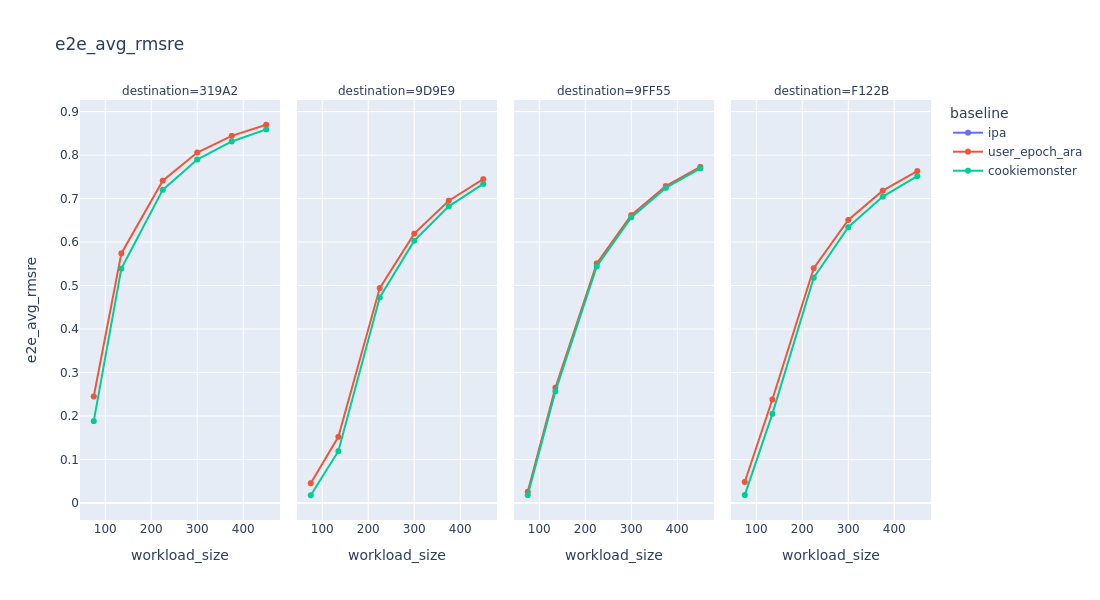 e2e_avg_rmsre
destination=319A2
destination=9D9E9
destination=9FF55
destination=F122B
baseline
ipa
user_epoch_ara
cookiemonster
e2e_avg_rmsre
0.9
0.8
0.7
0.6
0.5
0.4
0.3
0.2
0.1
0
100 200 300 400
100 200 300 400
100 200 300 400
100 200 300 400
workload_size
workload_size
workload_size
workload_size